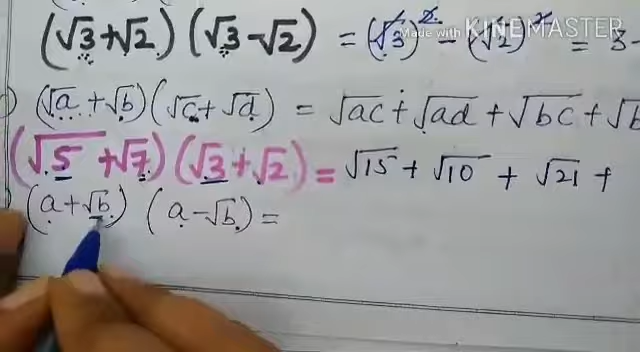 Made with KINEMASTER
(√3+√2) (√3-√2) = (√3)² - (√2)² = 3-
) (√a + √b) (√c + √d) = √ac + √ad + √bc + √b
(√5 + √7) (√3 + √2) = √15 + √10 + √21 +
) (a + √b) (a - √b) =